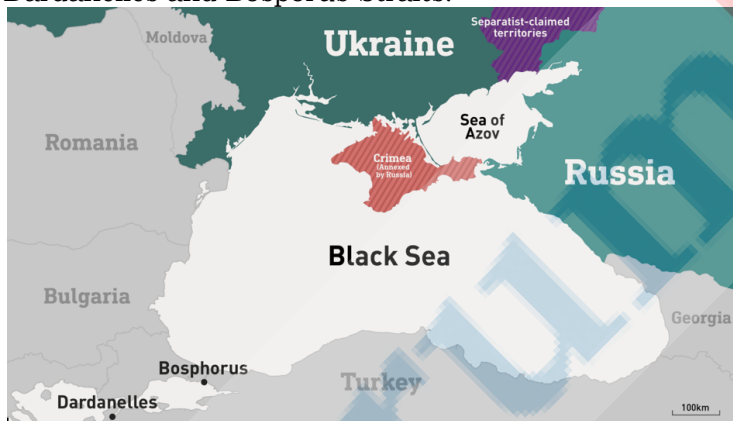 Dardanelles and Bosporus Straits.
Separatist-claimed
territories
Moldova
Ukraine
Sea of
Azov
Romania
Crimea
(Annexed
by Russia)
Russia
Black Sea
Bulgaria
Georgia
Bosphorus
Turkey
Dardanelles
100km